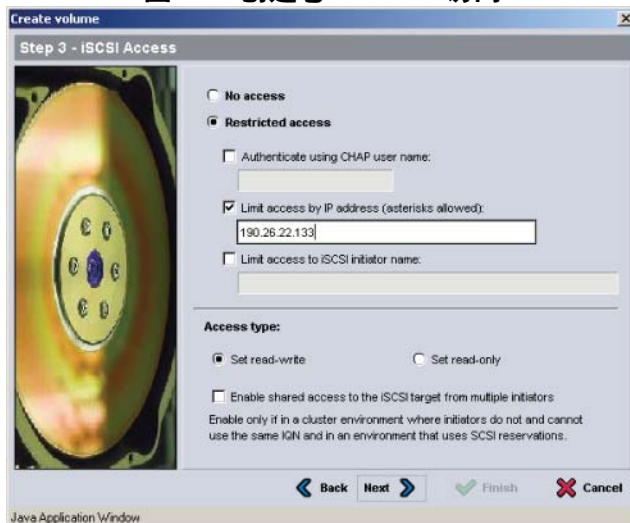 Create volume
Step 3 - iSCSI Access
No access
Restricted access
Authenticate using CHAP user name:
Limit access by IP address (asterisks allowed):
190.26.22.133
Limit access to iSCSI initiator name:
Access type:
Set read-write
Set read-only
Enable shared access to the iSCSI target from multiple initiators
Enable only if in a cluster environment where initiators do not and cannot
use the same IQN and in an environment that uses SCSI reservations.
Back
Next
Finish
Cancel
Java Application Window